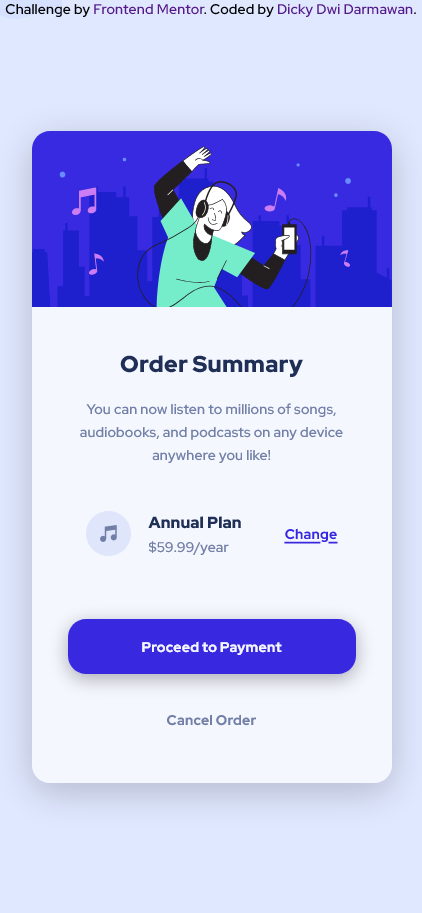 Challenge by Frontend Mentor. Coded by Dicky Dwi Darmawan.
Order Summary
You can now listen to millions of songs,
audiobooks, and podcasts on any device
anywhere you like!
Annual Plan
$59.99/year
Change
Proceed to Payment
Cancel Order